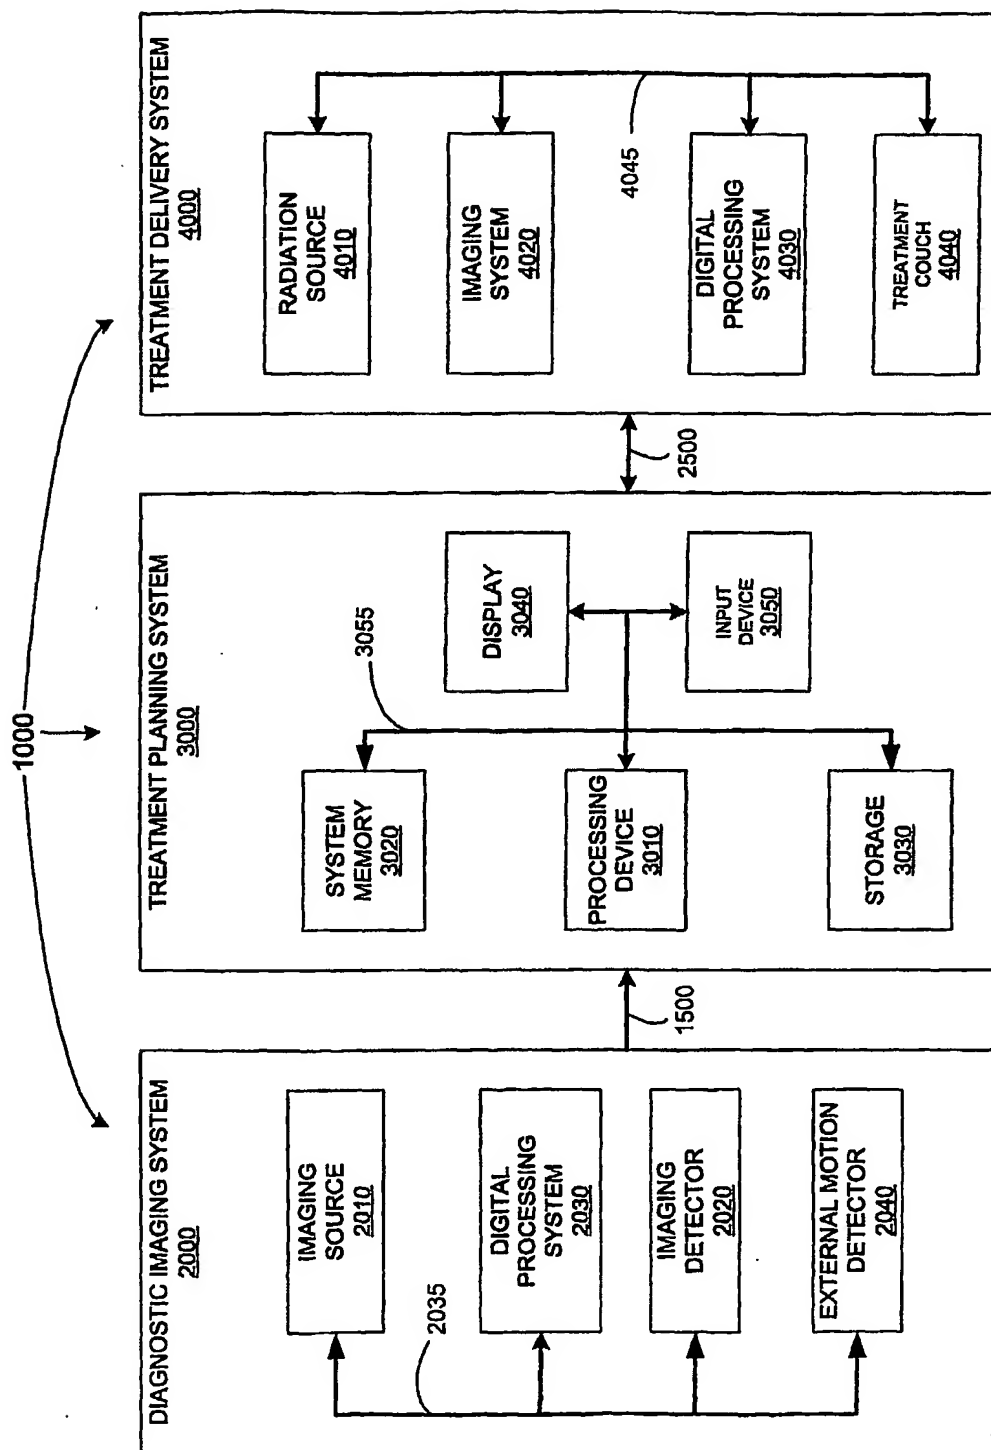 1000
DIAGNOSTIC IMAGING SYSTEM
2000
IMAGING
SOURCE
2010
DIGITAL
PROCESSING
SYSTEM
2030
IMAGING
DETECTOR
2020
EXTERNAL MOTION
DETECTOR
2040
2035
1500
TREATMENT PLANNING SYSTEM
3000
SYSTEM
MEMORY
3020
PROCESSING
DEVICE
3010
STORAGE
3030
3055
DISPLAY
3040
INPUT
DEVICE
3050
2500
TREATMENT DELIVERY SYSTEM
4000
RADIATION
SOURCE
4010
IMAGING
SYSTEM
4020
DIGITAL
PROCESSING
SYSTEM
4030
TREATMENT
COUCH
4040
4045